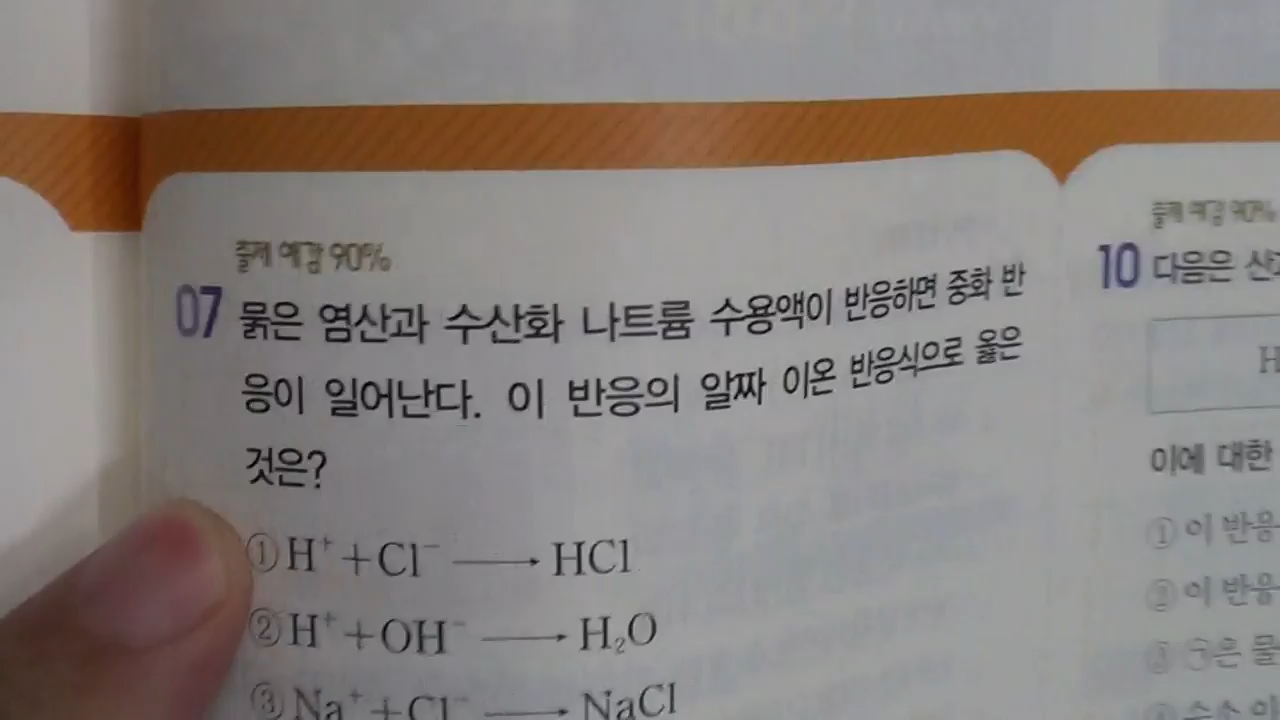 출제 예감 90%
07 묽은 염산과 수산화 나트륨 수용액이 반응하면 중화 반
응이 일어난다. 이 반응의 알짜 이온 반응식으로 옳은
것은?
① H⁺+Cl⁻ ⟶ HCl
② H⁺+OH⁻ ⟶ H₂O
③ Na⁺+Cl⁻ ⟶ NaCl
출제 예감 90%
10 다음은
H
이에 대한
① 이 반응
② 이 반응
③ ㉠은